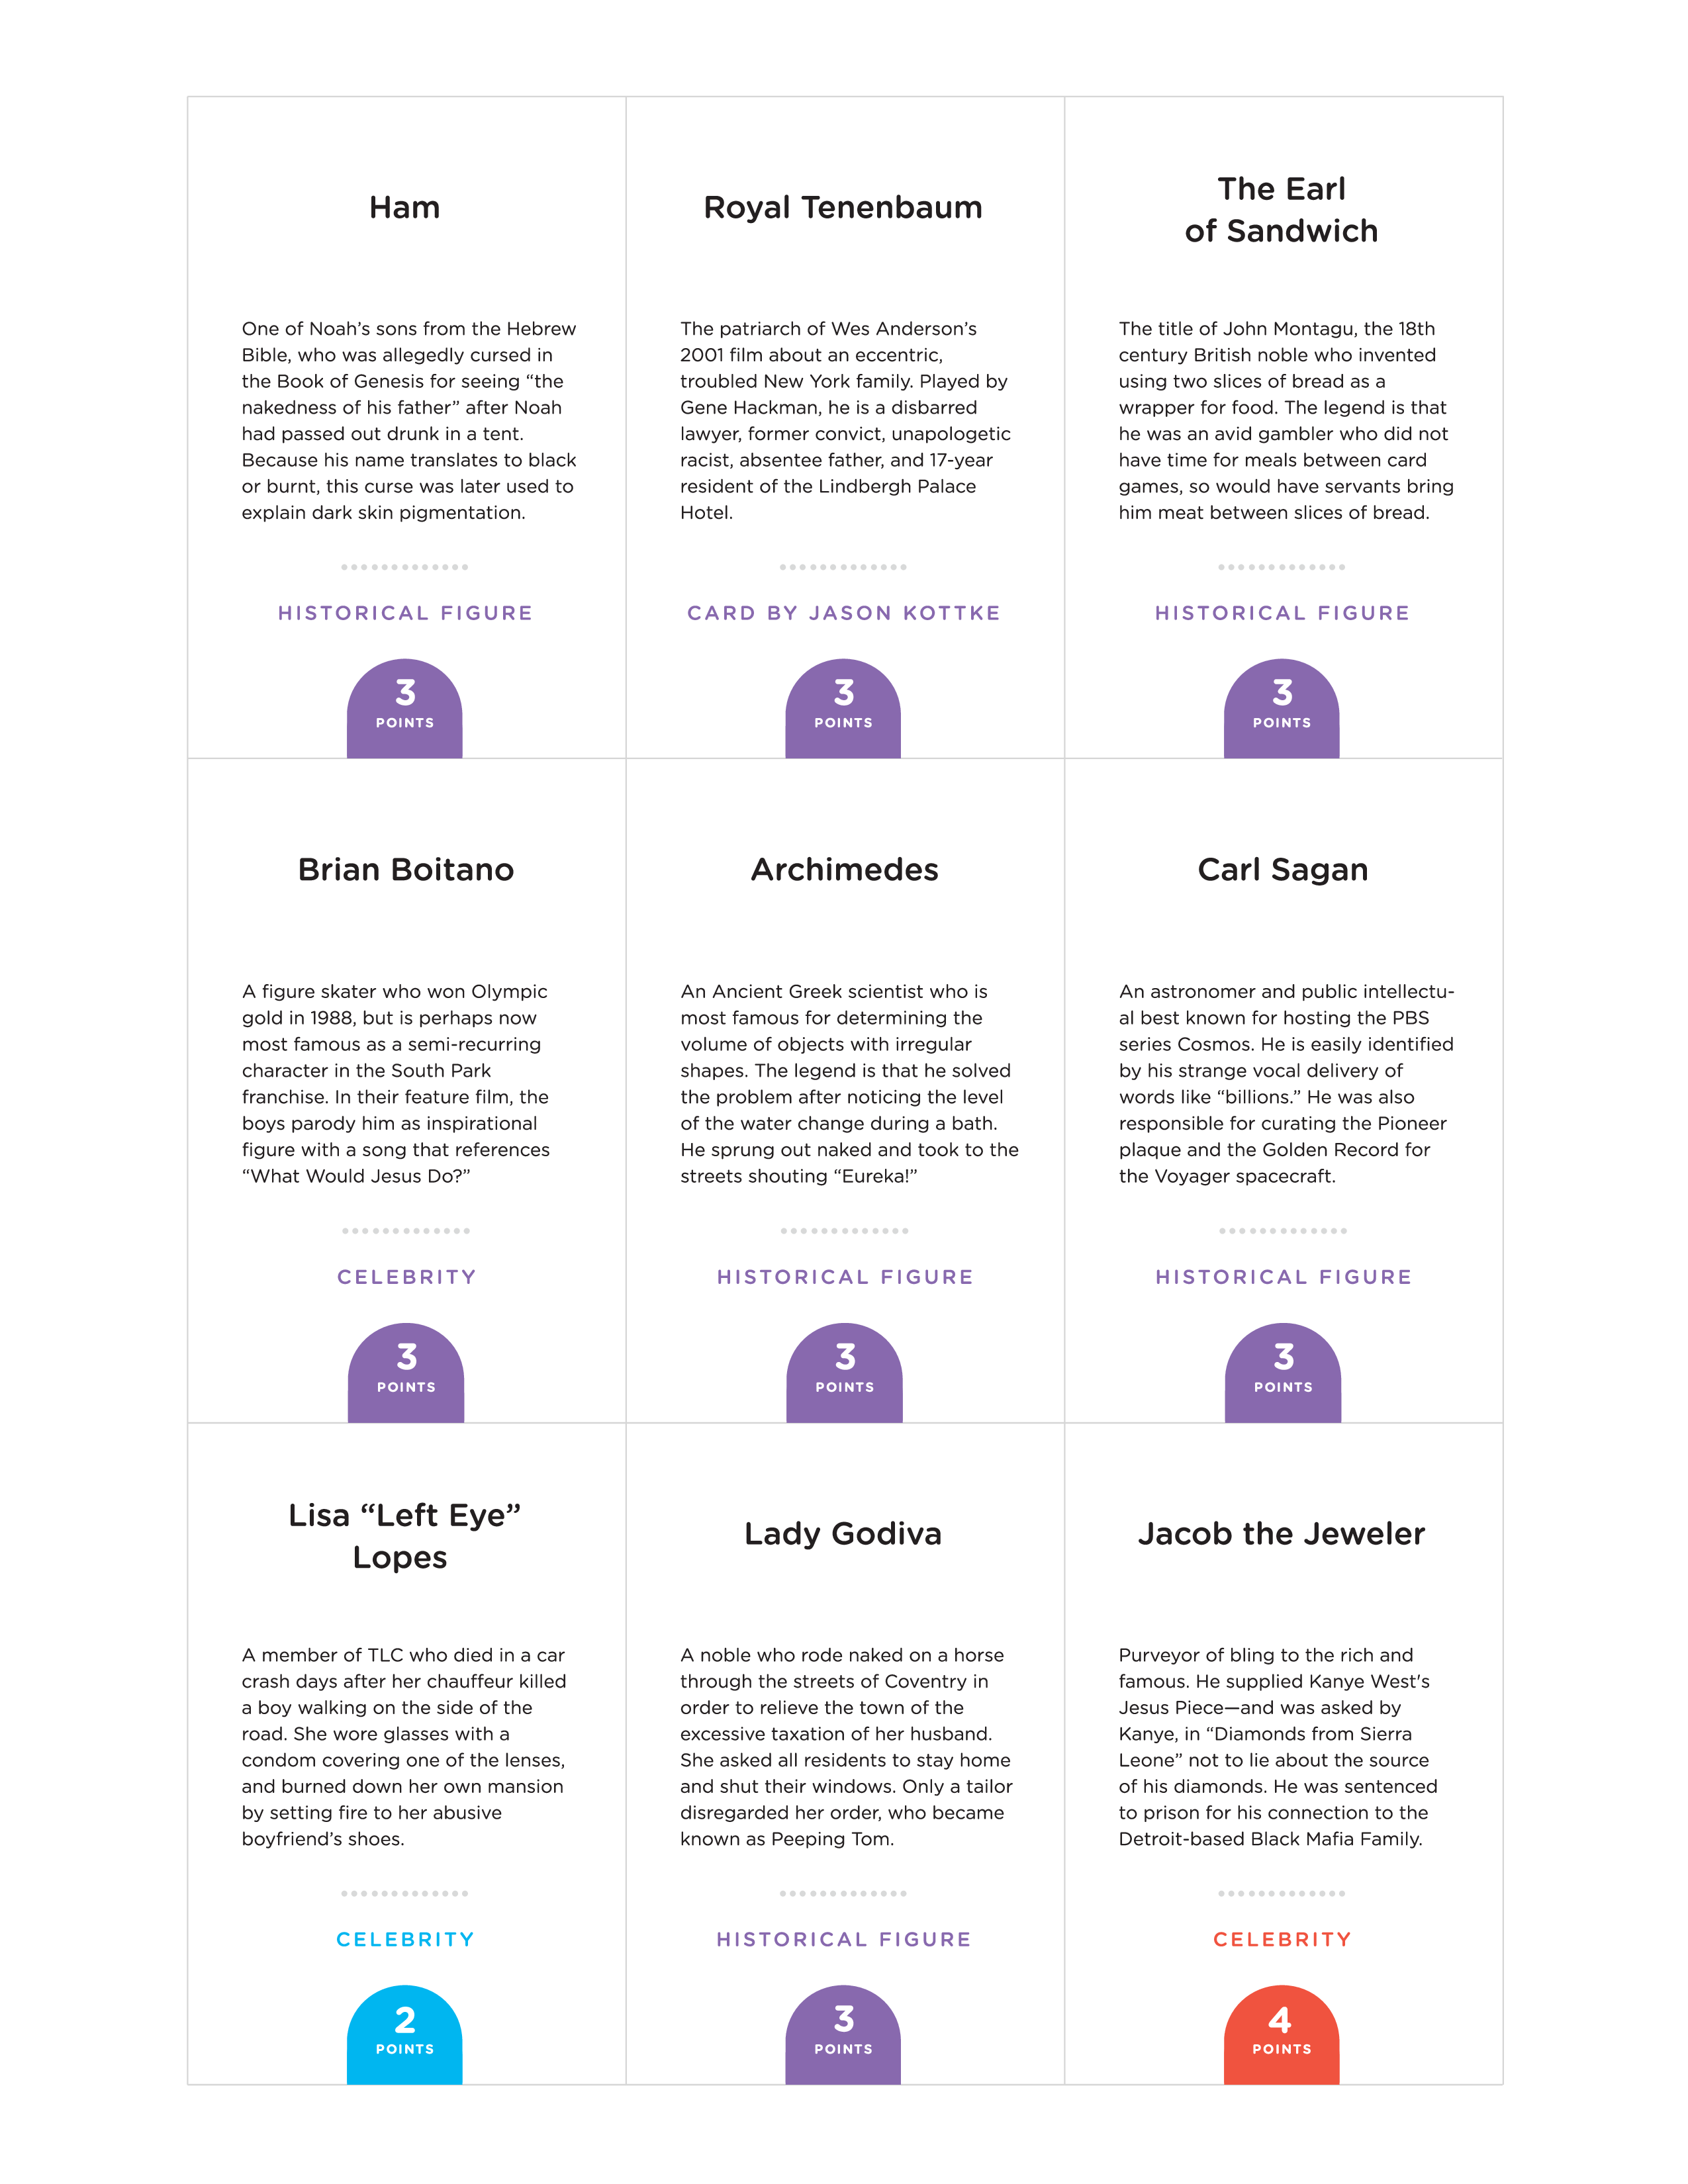 Ham
One of Noah’s sons from the Hebrew
Bible, who was allegedly cursed in
the Book of Genesis for seeing “the
nakedness of his father” after Noah
had passed out drunk in a tent.
Because his name translates to black
or burnt, this curse was later used to
explain dark skin pigmentation.
HISTORICAL FIGURE
3
POINTS
Royal Tenenbaum
The patriarch of Wes Anderson’s
2001 film about an eccentric,
troubled New York family. Played by
Gene Hackman, he is a disbarred
lawyer, former convict, unapologetic
racist, absentee father, and 17-year
resident of the Lindbergh Palace
Hotel.
CARD BY JASON KOTTKE
3
POINTS
The Earl
of Sandwich
The title of John Montagu, the 18th
century British noble who invented
using two slices of bread as a
wrapper for food. The legend is that
he was an avid gambler who did not
have time for meals between card
games, so would have servants bring
him meat between slices of bread.
HISTORICAL FIGURE
3
POINTS
Brian Boitano
A figure skater who won Olympic
gold in 1988, but is perhaps now
most famous as a semi-recurring
character in the South Park
franchise. In their feature film, the
boys parody him as inspirational
figure with a song that references
“What Would Jesus Do?”
CELEBRITY
3
POINTS
Archimedes
An Ancient Greek scientist who is
most famous for determining the
volume of objects with irregular
shapes. The legend is that he solved
the problem after noticing the level
of the water change during a bath.
He sprung out naked and took to the
streets shouting “Eureka!”
HISTORICAL FIGURE
3
POINTS
Carl Sagan
An astronomer and public intellectu-
al best known for hosting the PBS
series Cosmos. He is easily identified
by his strange vocal delivery of
words like “billions.” He was also
responsible for curating the Pioneer
plaque and the Golden Record for
the Voyager spacecraft.
HISTORICAL FIGURE
3
POINTS
Lisa “Left Eye”
Lopes
A member of TLC who died in a car
crash days after her chauffeur killed
a boy walking on the side of the
road. She wore glasses with a
condom covering one of the lenses,
and burned down her own mansion
by setting fire to her abusive
boyfriend’s shoes.
CELEBRITY
2
POINTS
Lady Godiva
A noble who rode naked on a horse
through the streets of Coventry in
order to relieve the town of the
excessive taxation of her husband.
She asked all residents to stay home
and shut their windows. Only a tailor
disregarded her order, who became
known as Peeping Tom.
HISTORICAL FIGURE
3
POINTS
Jacob the Jeweler
Purveyor of bling to the rich and
famous. He supplied Kanye West's
Jesus Piece—and was asked by
Kanye, in “Diamonds from Sierra
Leone” not to lie about the source
of his diamonds. He was sentenced
to prison for his connection to the
Detroit-based Black Mafia Family.
CELEBRITY
4
POINTS